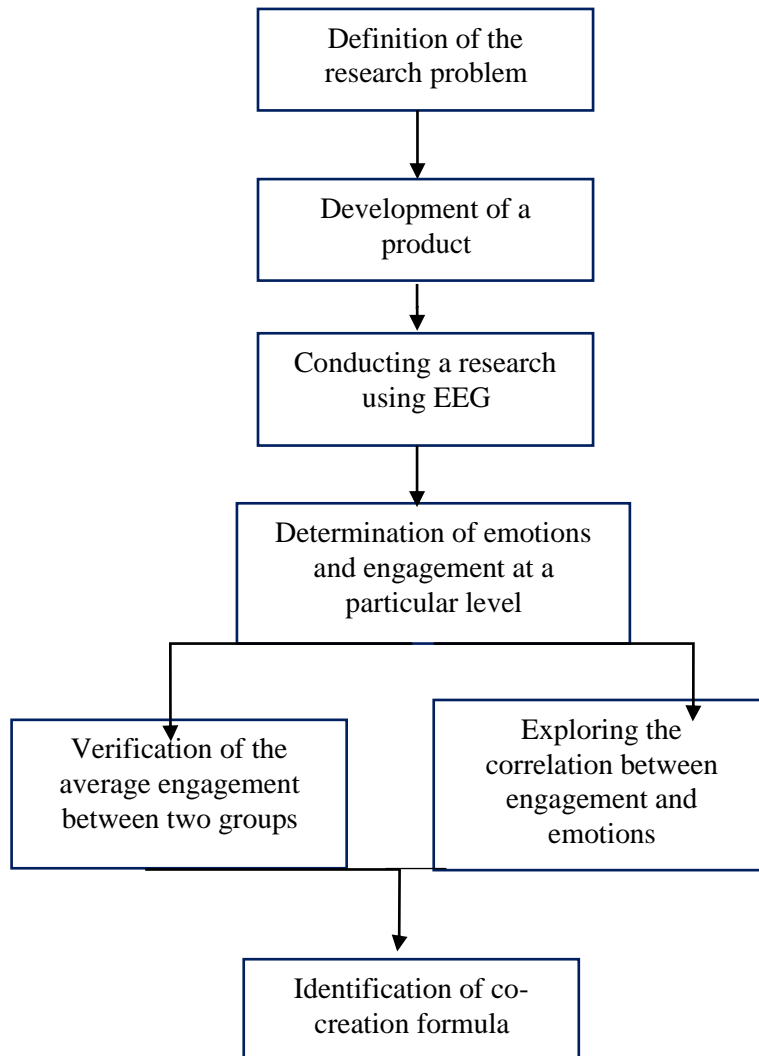 Definition of the
research problem
Development of a
product
Conducting a research
using EEG
Determination of emotions
and engagement at a
particular level
Verification of the
average engagement
between two groups
Exploring the
correlation between
engagement and
emotions
Identification of co-
creation formula